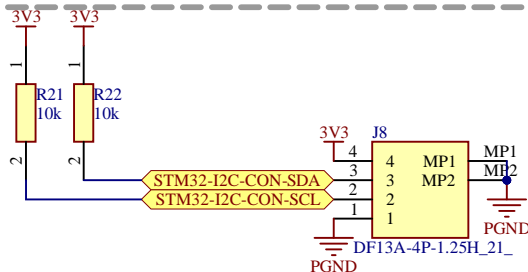 3V3 3V3
1 1
R21 R22
10k 10k
2 2
3V3 J8
4 4 MP1 MP1
STM32-I2C-CON-SDA 3 3 MP2 MP2
STM32-I2C-CON-SCL 2 2
1 1
PGND
DF13A-4P-1.25H_21_
PGND